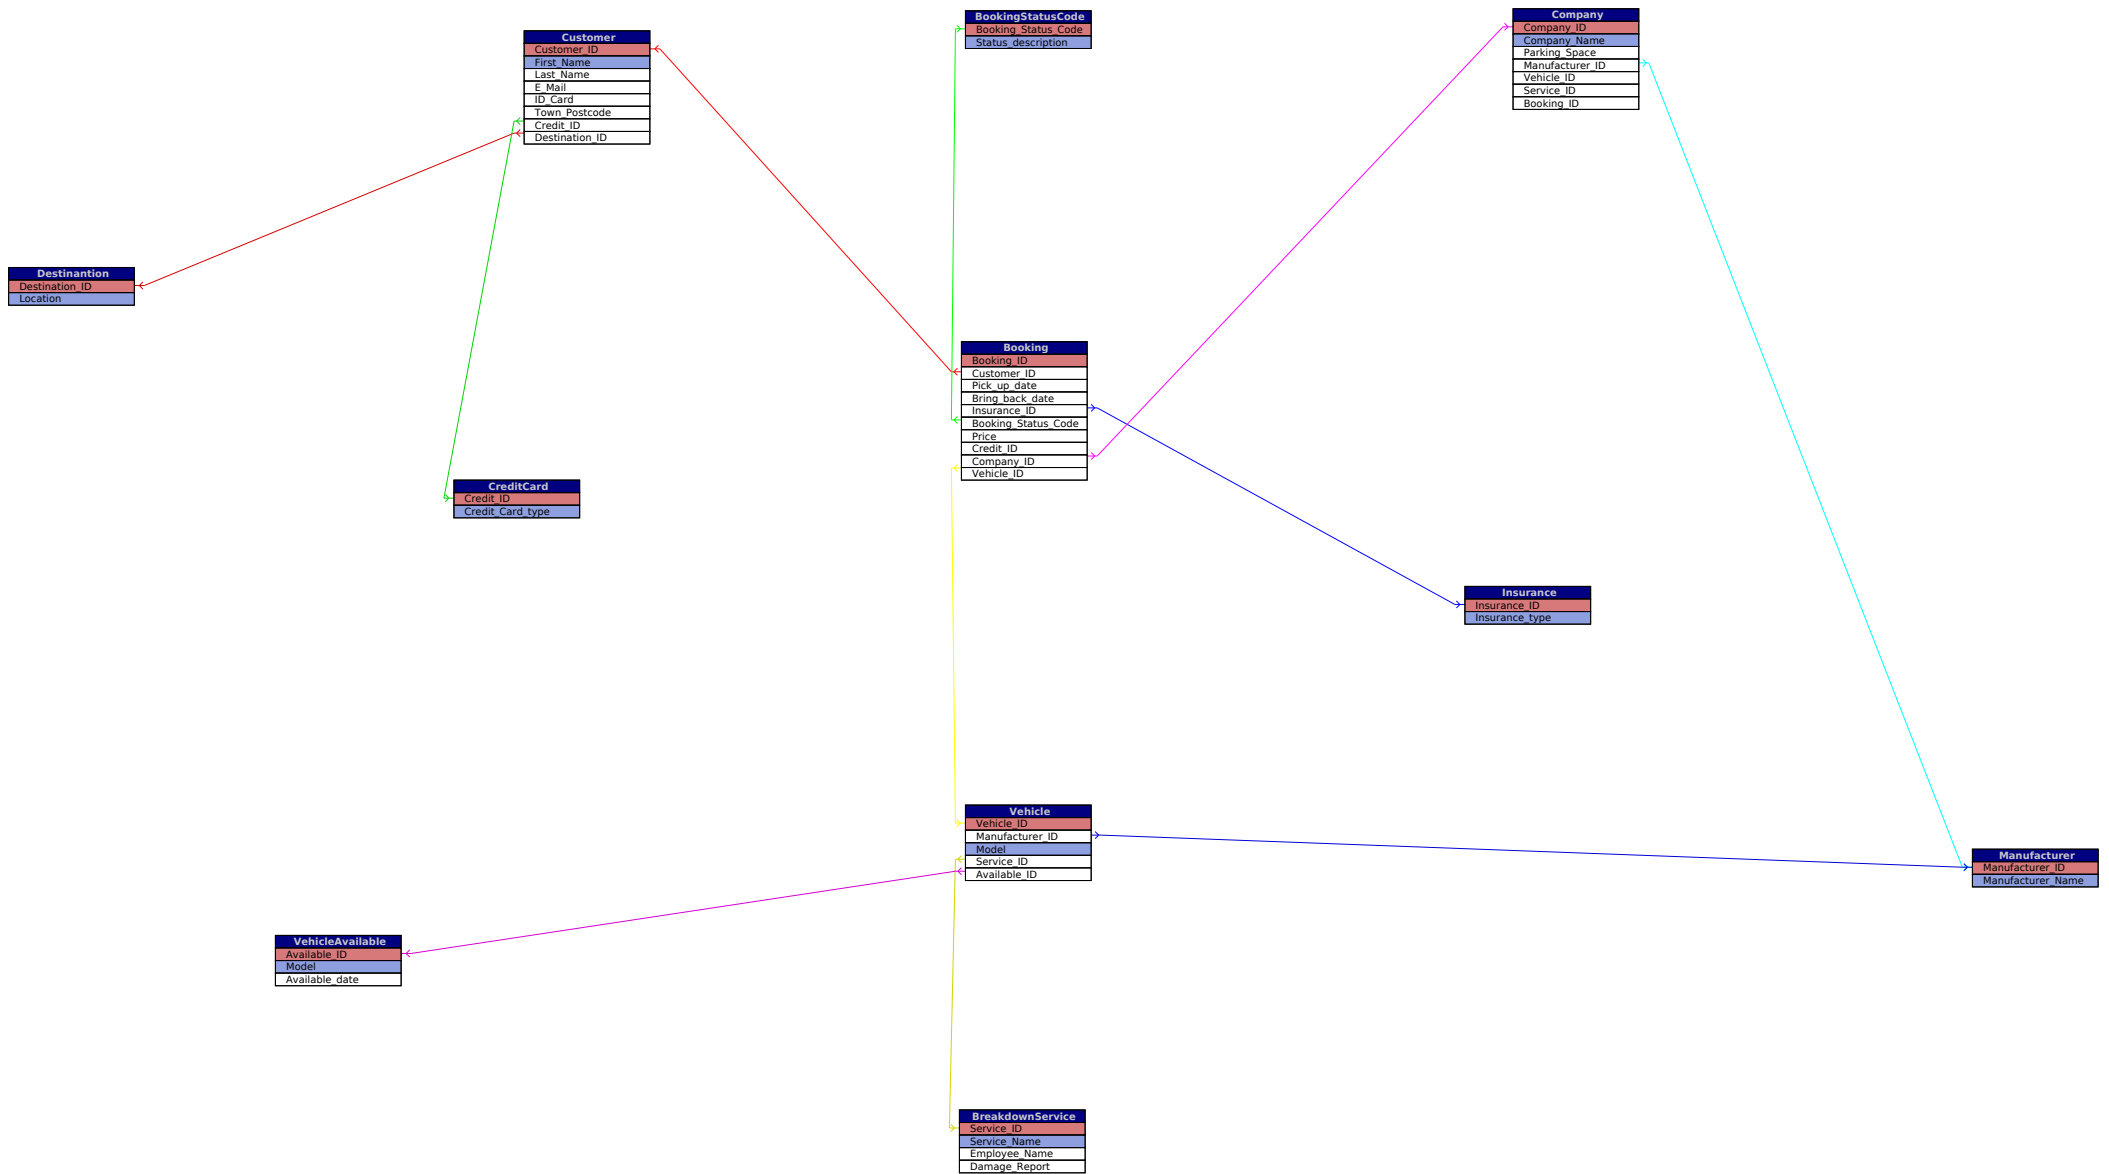 BookingStatusCode
Booking_Status_Code
Status_description
Company
Company_ID
Company_Name
Parking_Space
Manufacturer_ID
Vehicle_ID
Service_ID
Booking_ID
Customer
Customer_ID
First_Name
Last_Name
E_Mail
ID_Card
Town_Postcode
Credit_ID
Destination_ID
Destinantion
Destination_ID
Location
Booking
Booking_ID
Customer_ID
Pick_up_date
Bring_back_date
Insurance_ID
Booking_Status_Code
Price
Credit_ID
Company_ID
Vehicle_ID
CreditCard
Credit_ID
Credit_Card_type
Insurance
Insurance_ID
Insurance_type
Vehicle
Vehicle_ID
Manufacturer_ID
Model
Service_ID
Available_ID
Manufacturer
Manufacturer_ID
Manufacturer_Name
VehicleAvailable
Available_ID
Model
Available_date
BreakdownService
Service_ID
Service_Name
Employee_Name
Damage_Report